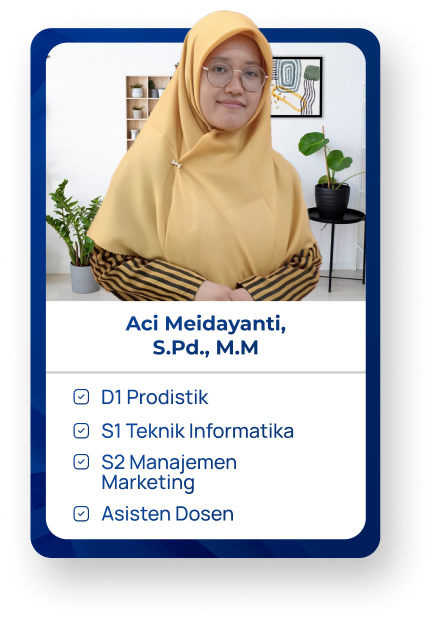 Aci Meidayanti,
S.Pd., M.M
D1 Prodistik
S1 Teknik Informatika
S2 Manajemen
Marketing
Asisten Dosen